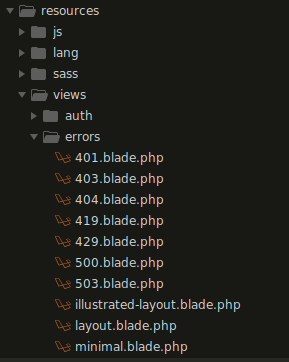 resources
js
lang
sass
views
auth
errors
401.blade.php
403.blade.php
404.blade.php
419.blade.php
429.blade.php
500.blade.php
503.blade.php
illustrated-layout.blade.php
layout.blade.php
minimal.blade.php